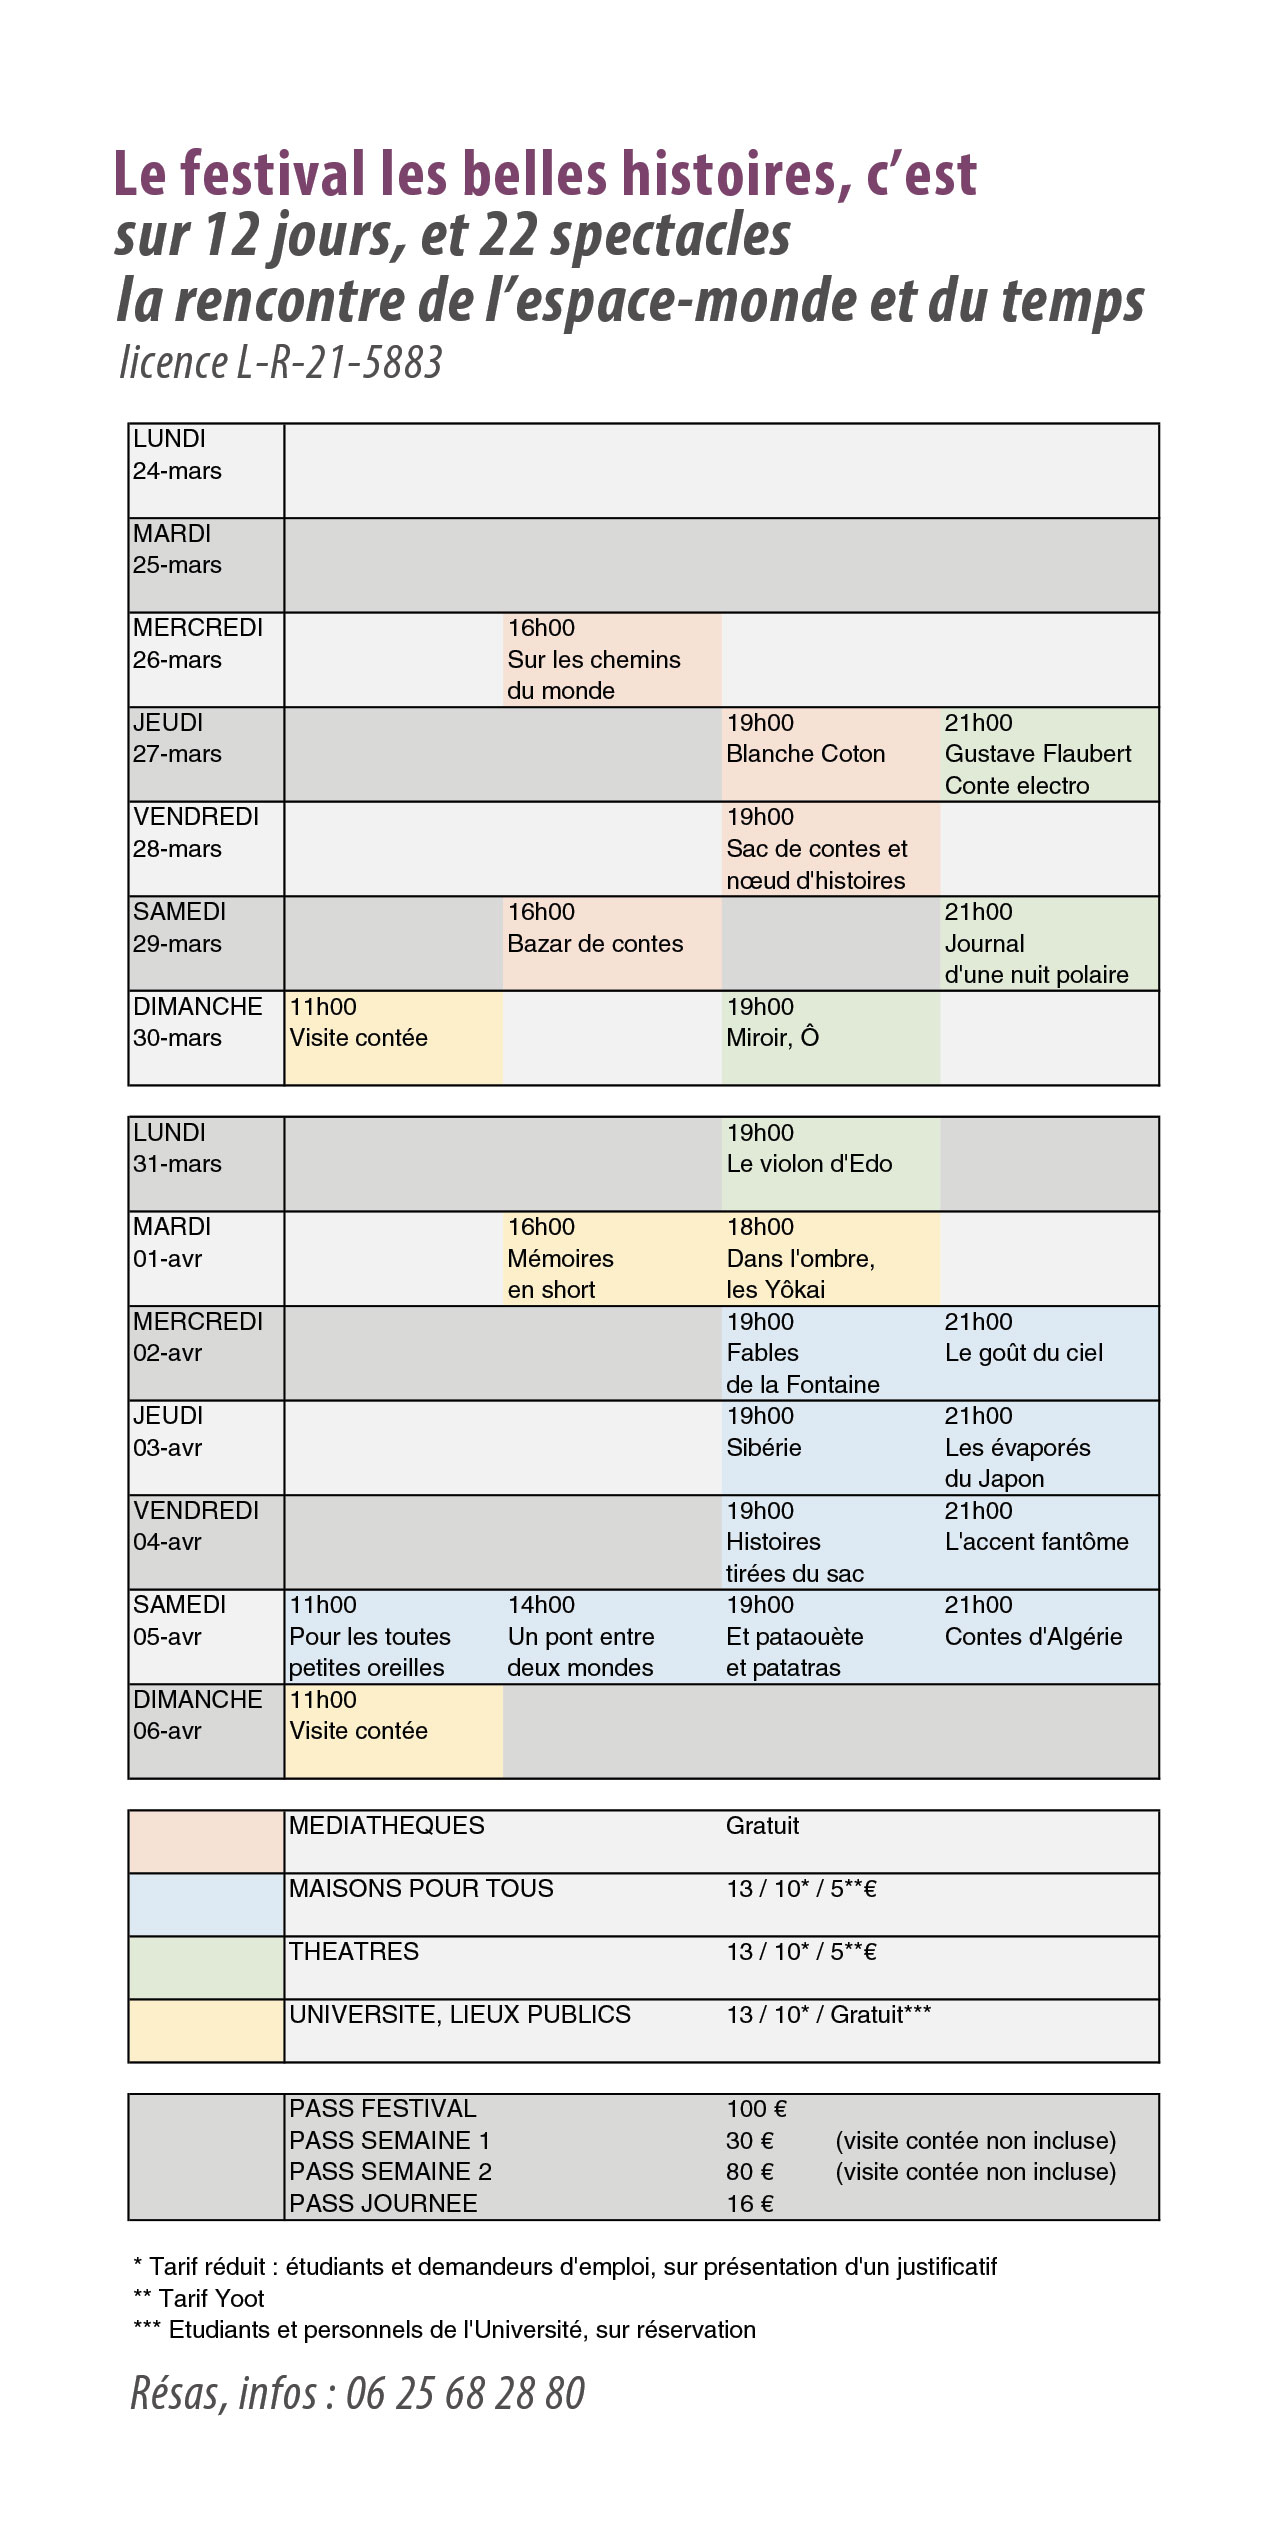 Le festival les belles histoires, c’est
sur 12 jours, et 22 spectacles
la rencontre de l’espace-monde et du temps
licence L-R-21-5883
LUNDI
24-mars
MARDI
25-mars
MERCREDI
26-mars
16h00
Sur les chemins
du monde
JEUDI
27-mars
19h00
Blanche Coton
21h00
Gustave Flaubert
Conte electro
VENDREDI
28-mars
19h00
Sac de contes et
nœud d'histoires
SAMEDI
29-mars
16h00
Bazar de contes
21h00
Journal
d'une nuit polaire
DIMANCHE
30-mars
11h00
Visite contée
19h00
Miroir, Ô
LUNDI
31-mars
19h00
Le violon d'Edo
MARDI
01-avr
16h00
Mémoires
en short
18h00
Dans l'ombre,
les Yôkai
MERCREDI
02-avr
19h00
Fables
de la Fontaine
21h00
Le goût du ciel
JEUDI
03-avr
19h00
Sibérie
21h00
Les évaporés
du Japon
VENDREDI
04-avr
19h00
Histoires
tirées du sac
21h00
L'accent fantôme
SAMEDI
05-avr
11h00
Pour les toutes
petites oreilles
14h00
Un pont entre
deux mondes
19h00
Et pataouète
et patatras
21h00
Contes d'Algérie
DIMANCHE
06-avr
11h00
Visite contée
MEDIATHEQUES Gratuit
MAISONS POUR TOUS 13 / 10* / 5**€
THEATRES 13 / 10* / 5**€
UNIVERSITE, LIEUX PUBLICS 13 / 10* / Gratuit***
PASS FESTIVAL 100 €
PASS SEMAINE 1 30 € (visite contée non incluse)
PASS SEMAINE 2 80 € (visite contée non incluse)
PASS JOURNEE 16 €
* Tarif réduit : étudiants et demandeurs d'emploi, sur présentation d'un justificatif
** Tarif Yoot
*** Etudiants et personnels de l'Université, sur réservation
Résas, infos : 06 25 68 28 80